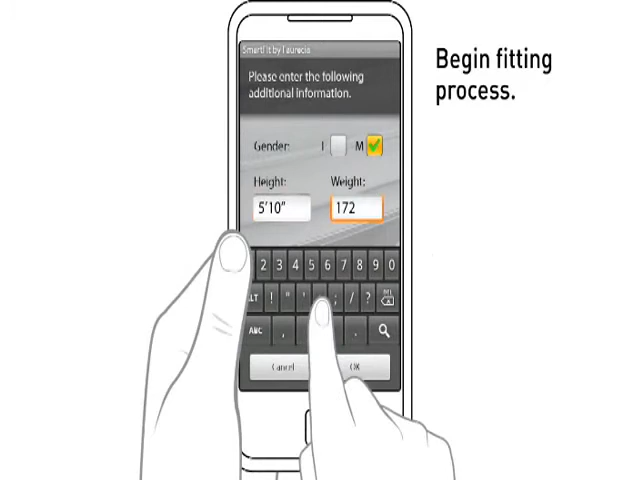 SmartFit by Faurecia
Begin fitting
process.
Please enter the following
additional information.
Gender: M
Height: Weight:
5'10" 172
2 3 4 5 6 7 8 9 0
! " ' ; / ? DEL
ABC , .
Cancel OK